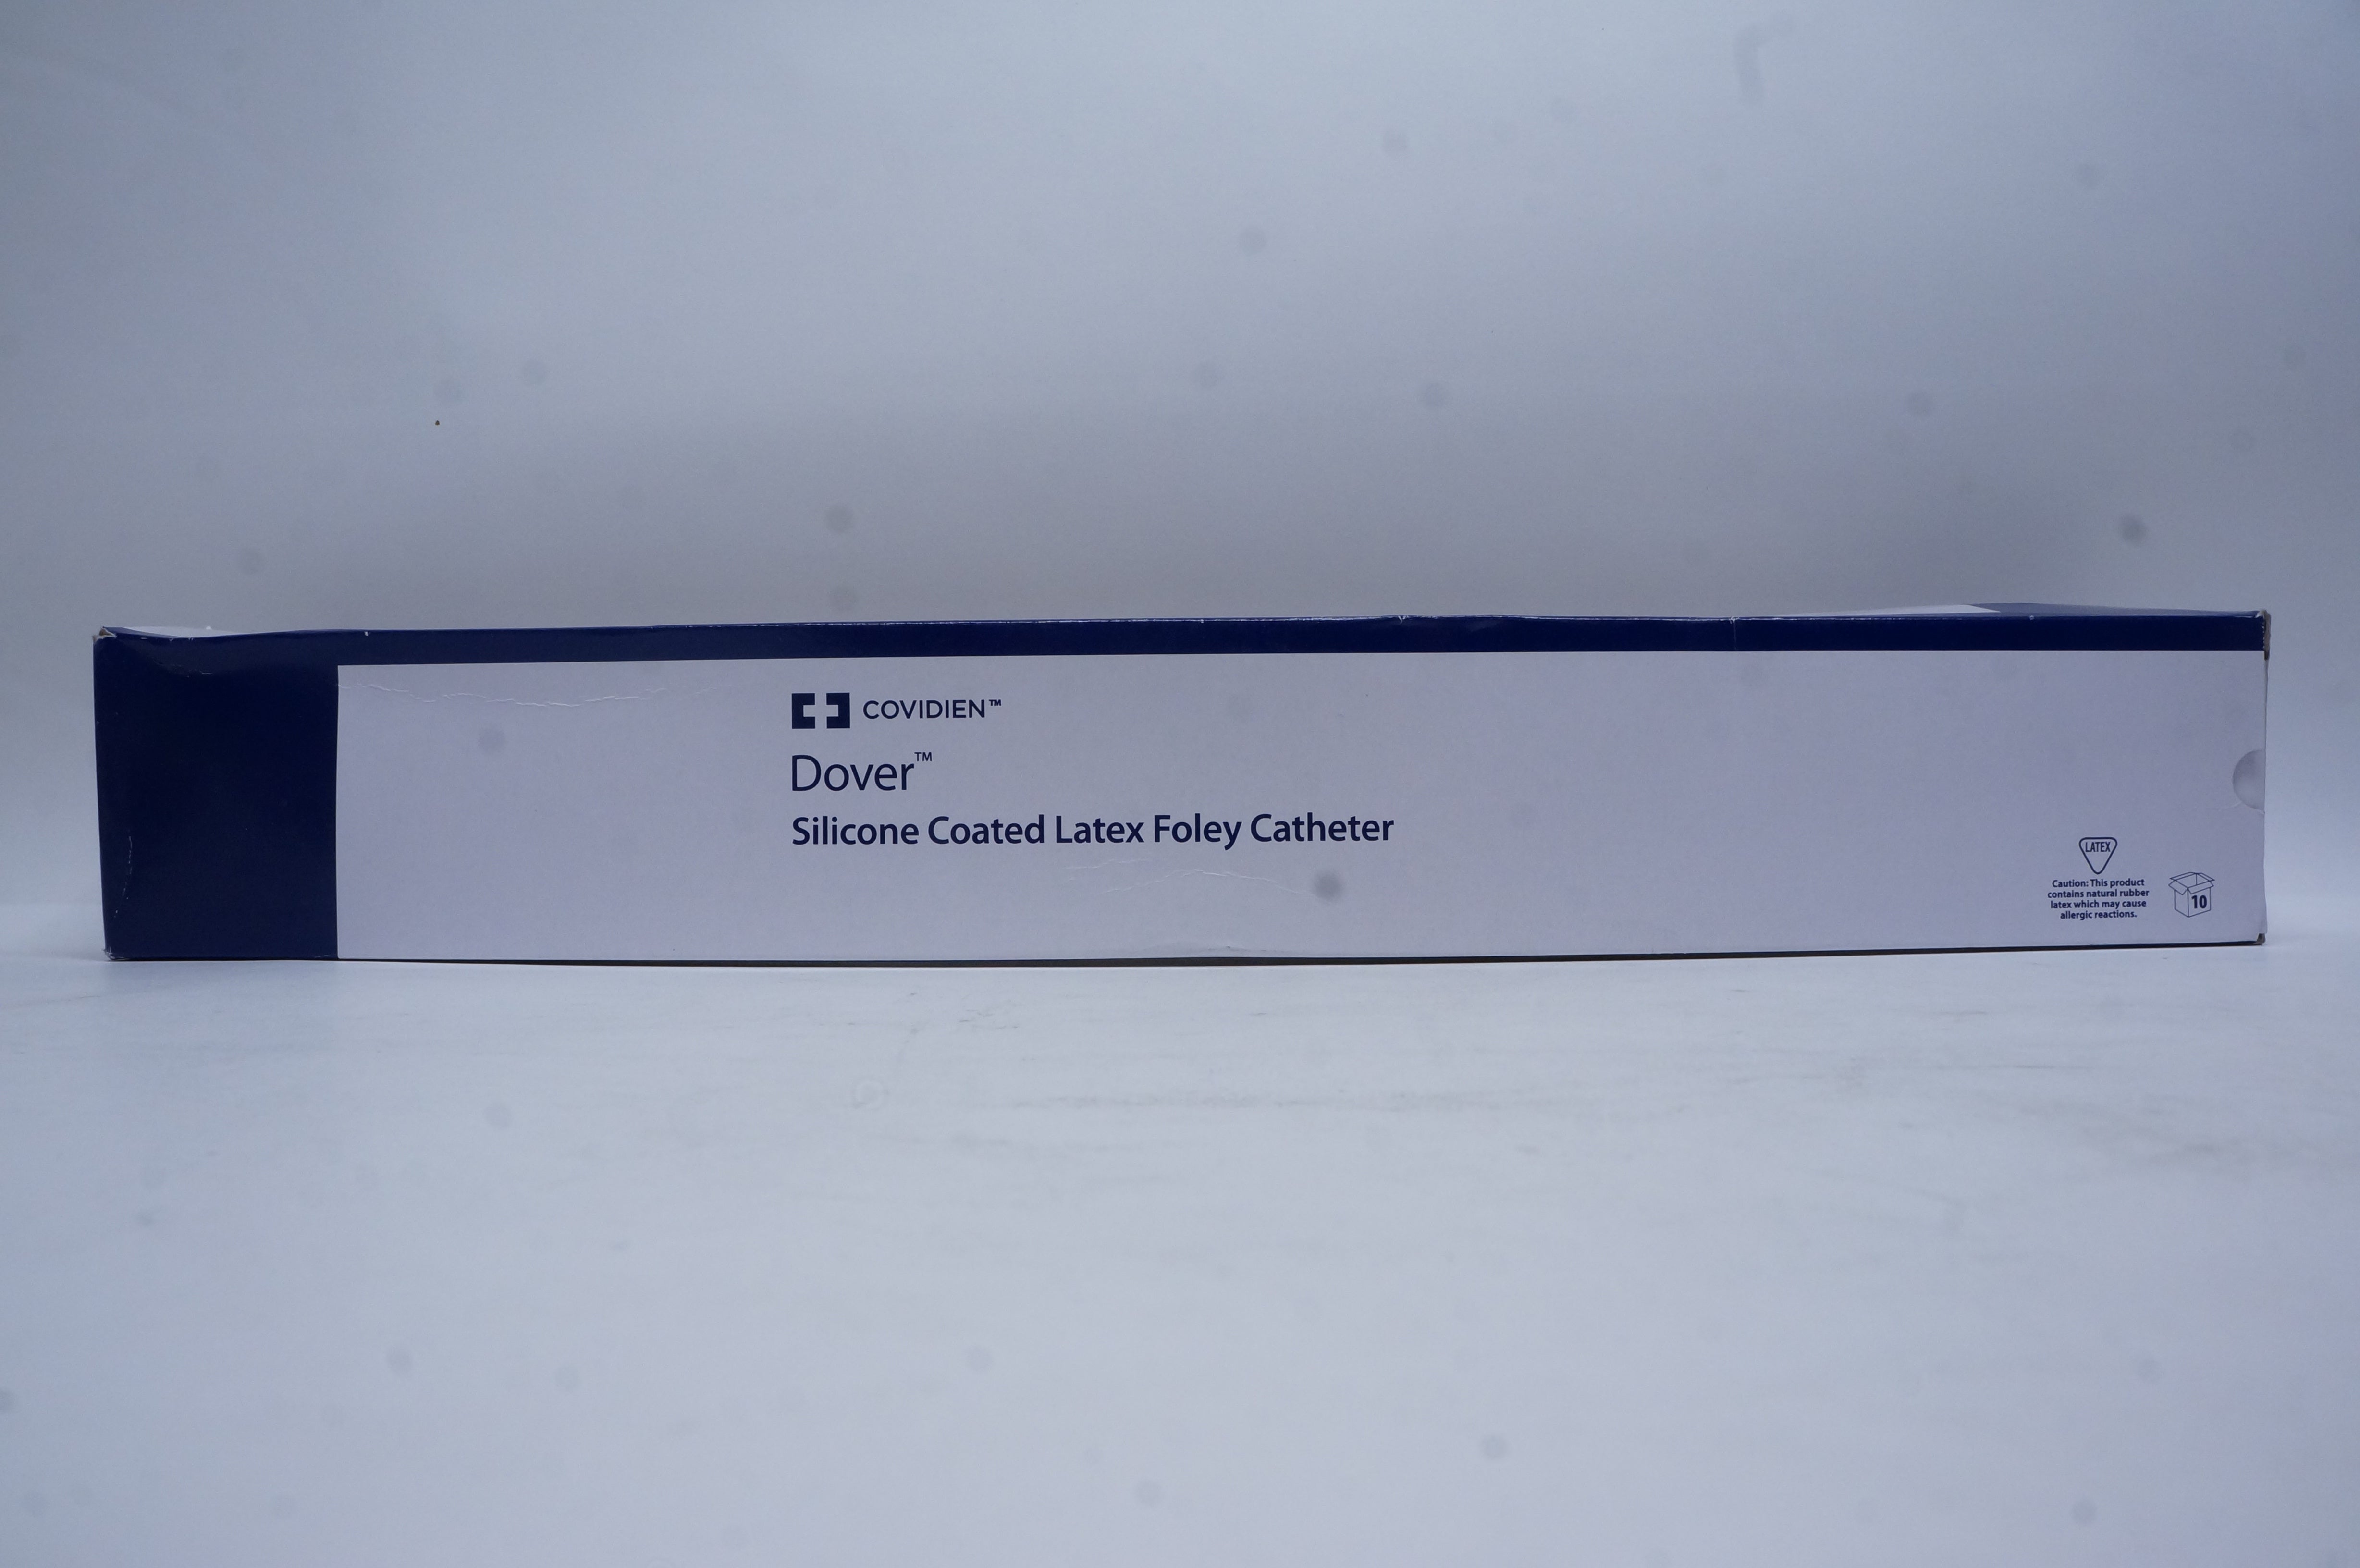 COVIDIEN™
Dover™
Silicone Coated Latex Foley Catheter
LATEX
Caution: This product
contains natural rubber
latex which may cause
allergic reactions.
10